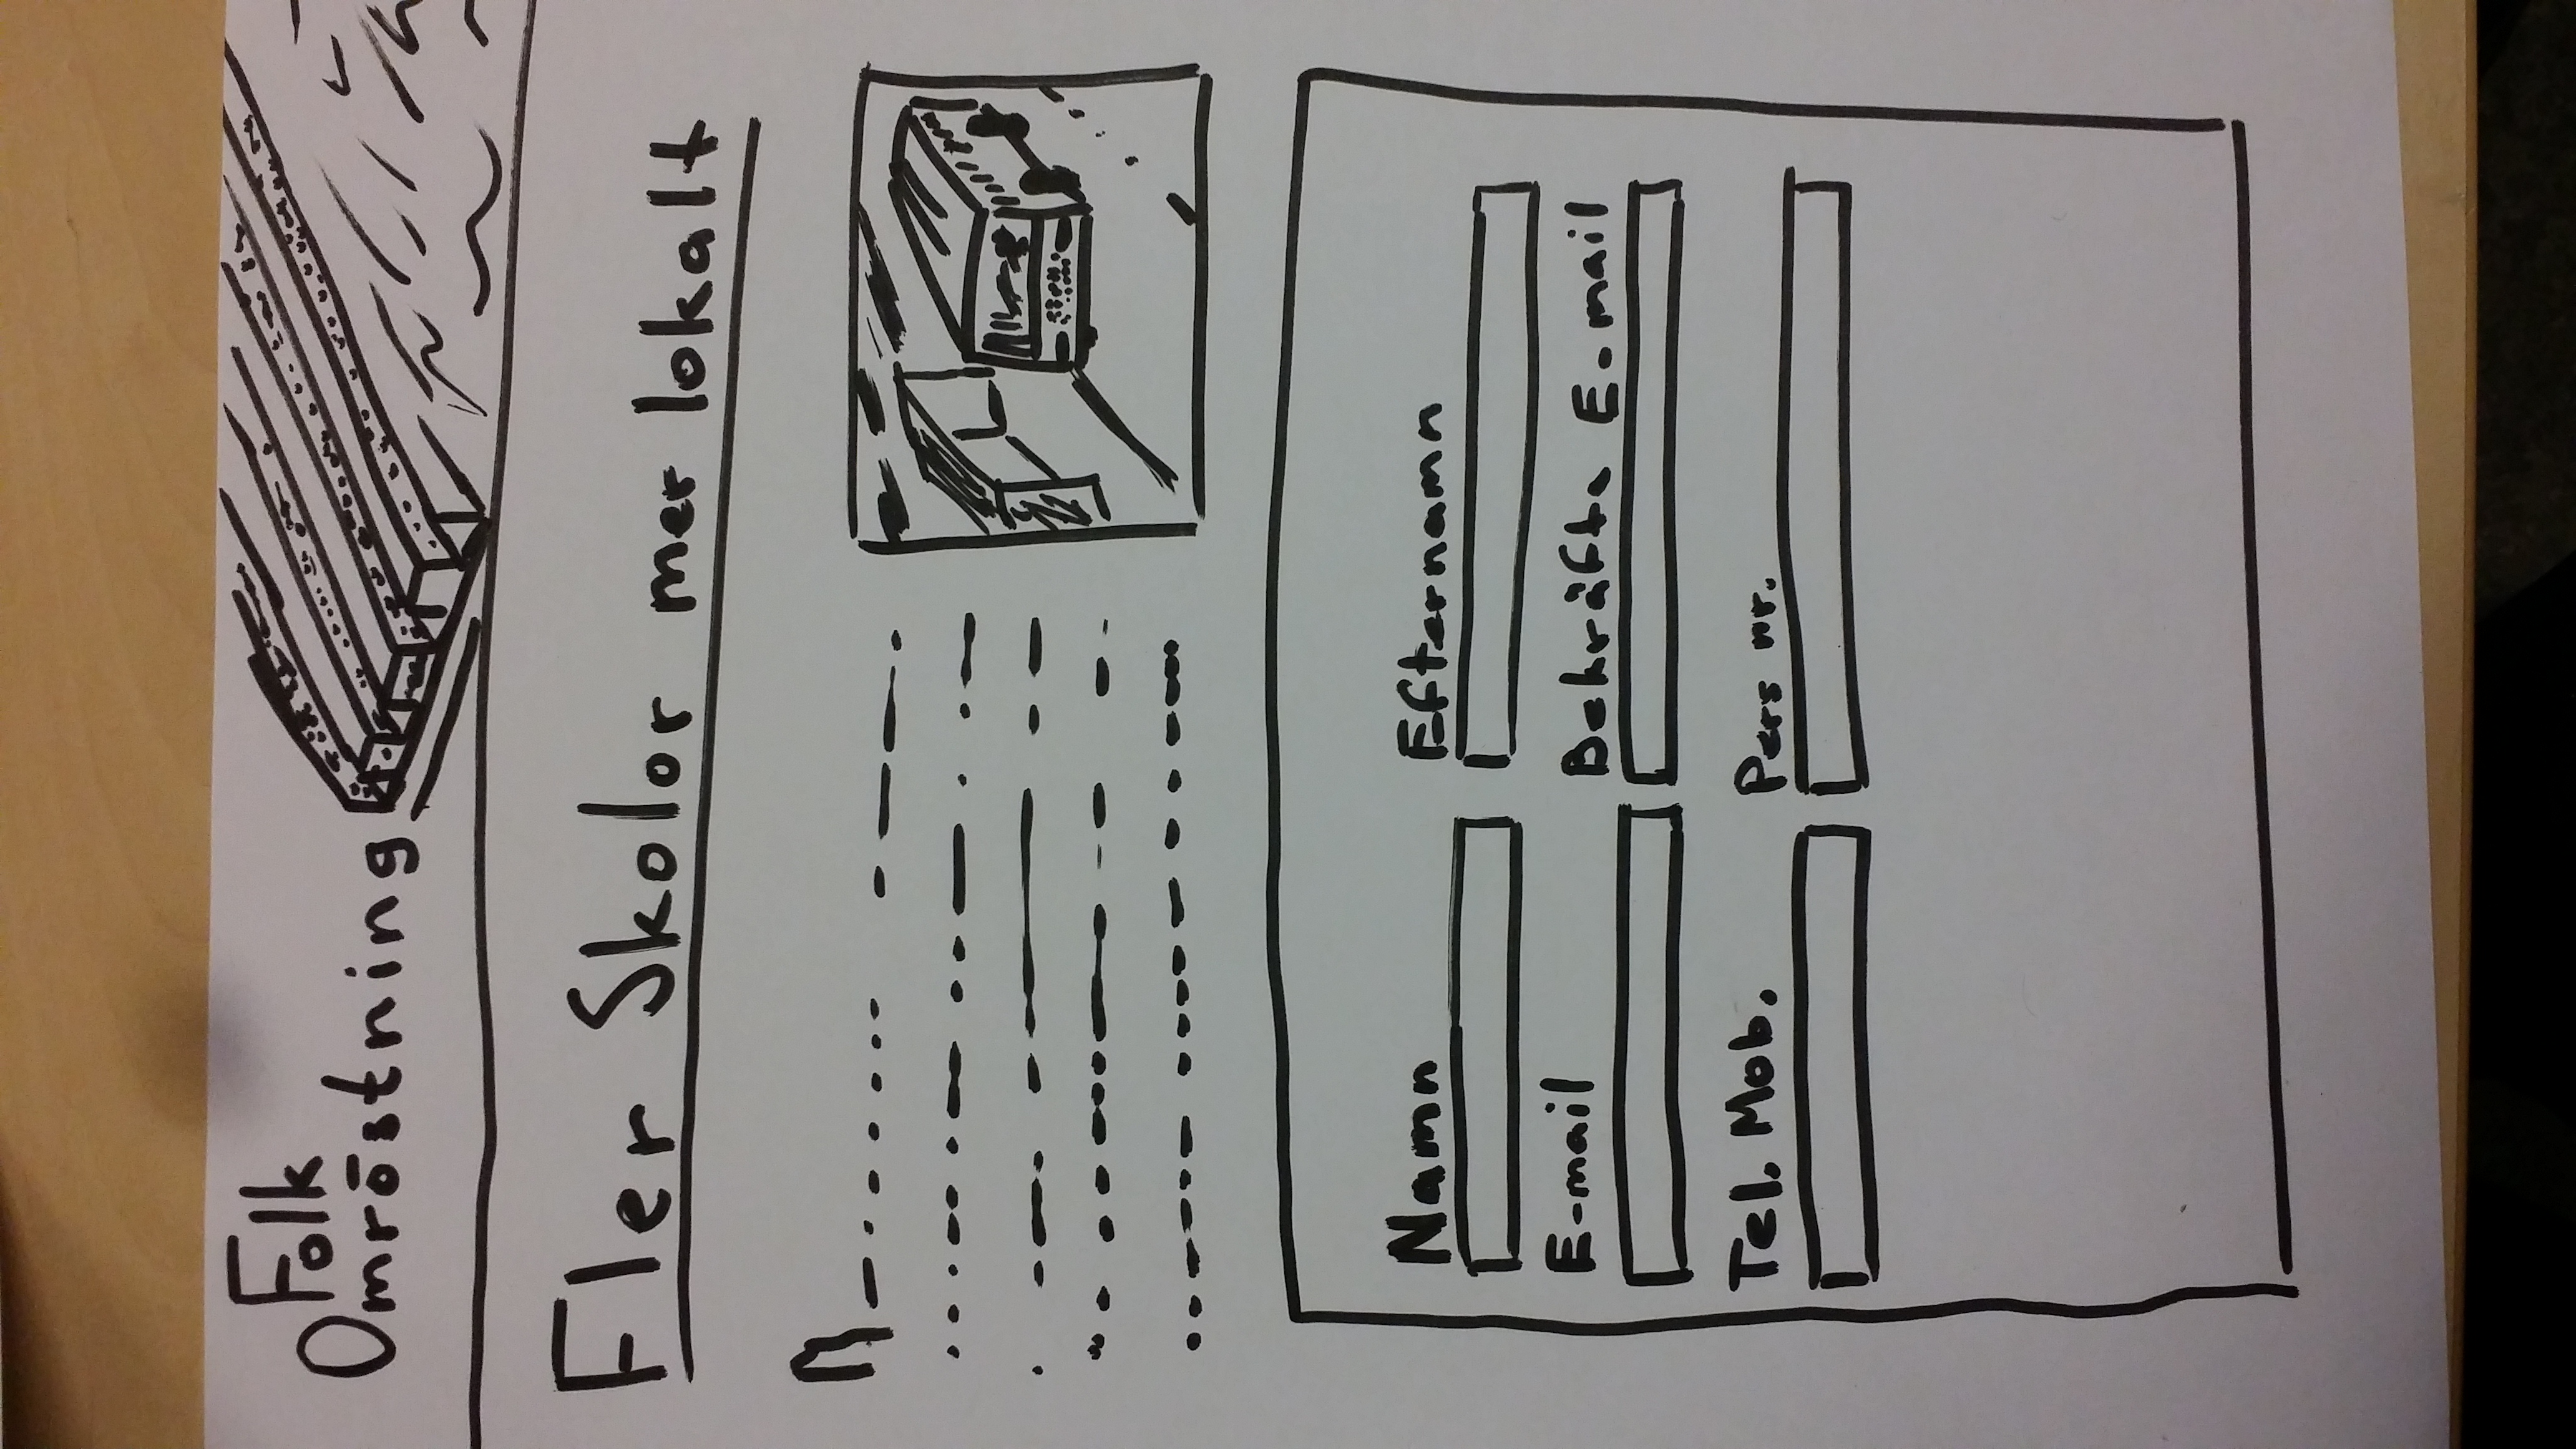 Folk
Omröstning
Fler Skolor mer lokalt
Namn
Efternamn
E-mail
Bekräfta E-mail
Tel. Mob.
Pers nr.